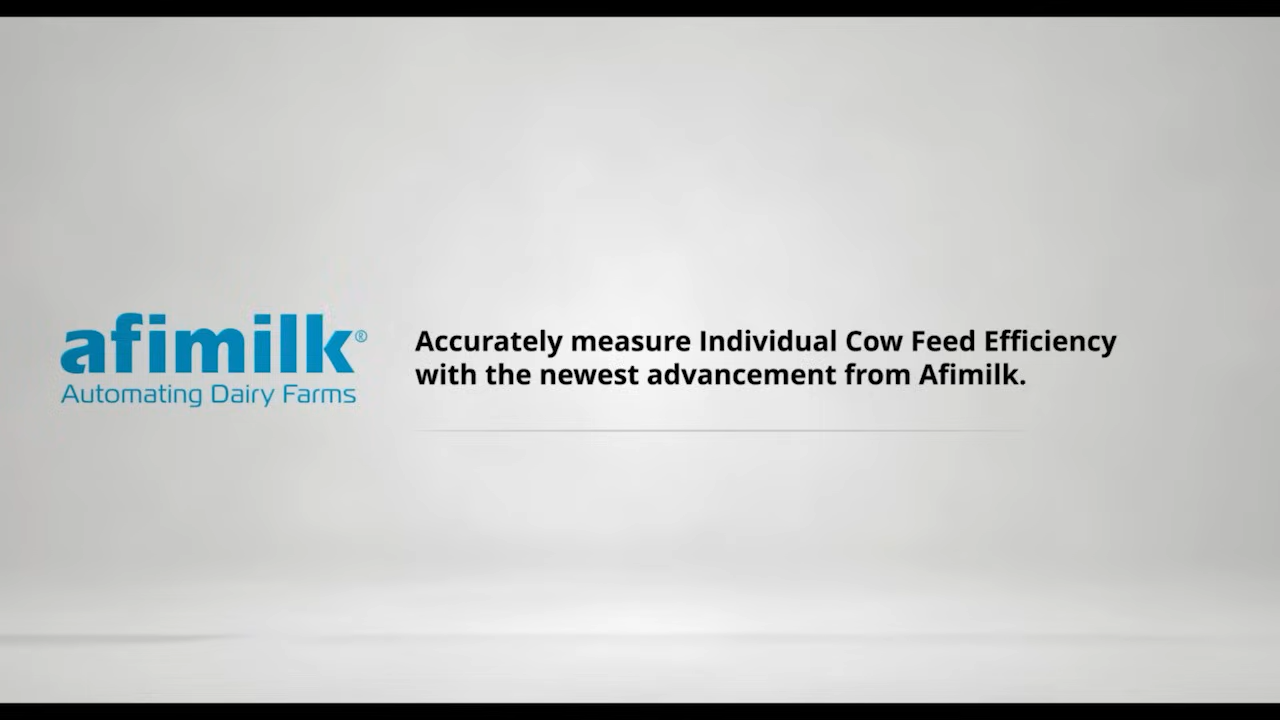 afimilk®
Automating Dairy Farms
Accurately measure Individual Cow Feed Efficiency
with the newest advancement from Afimilk.